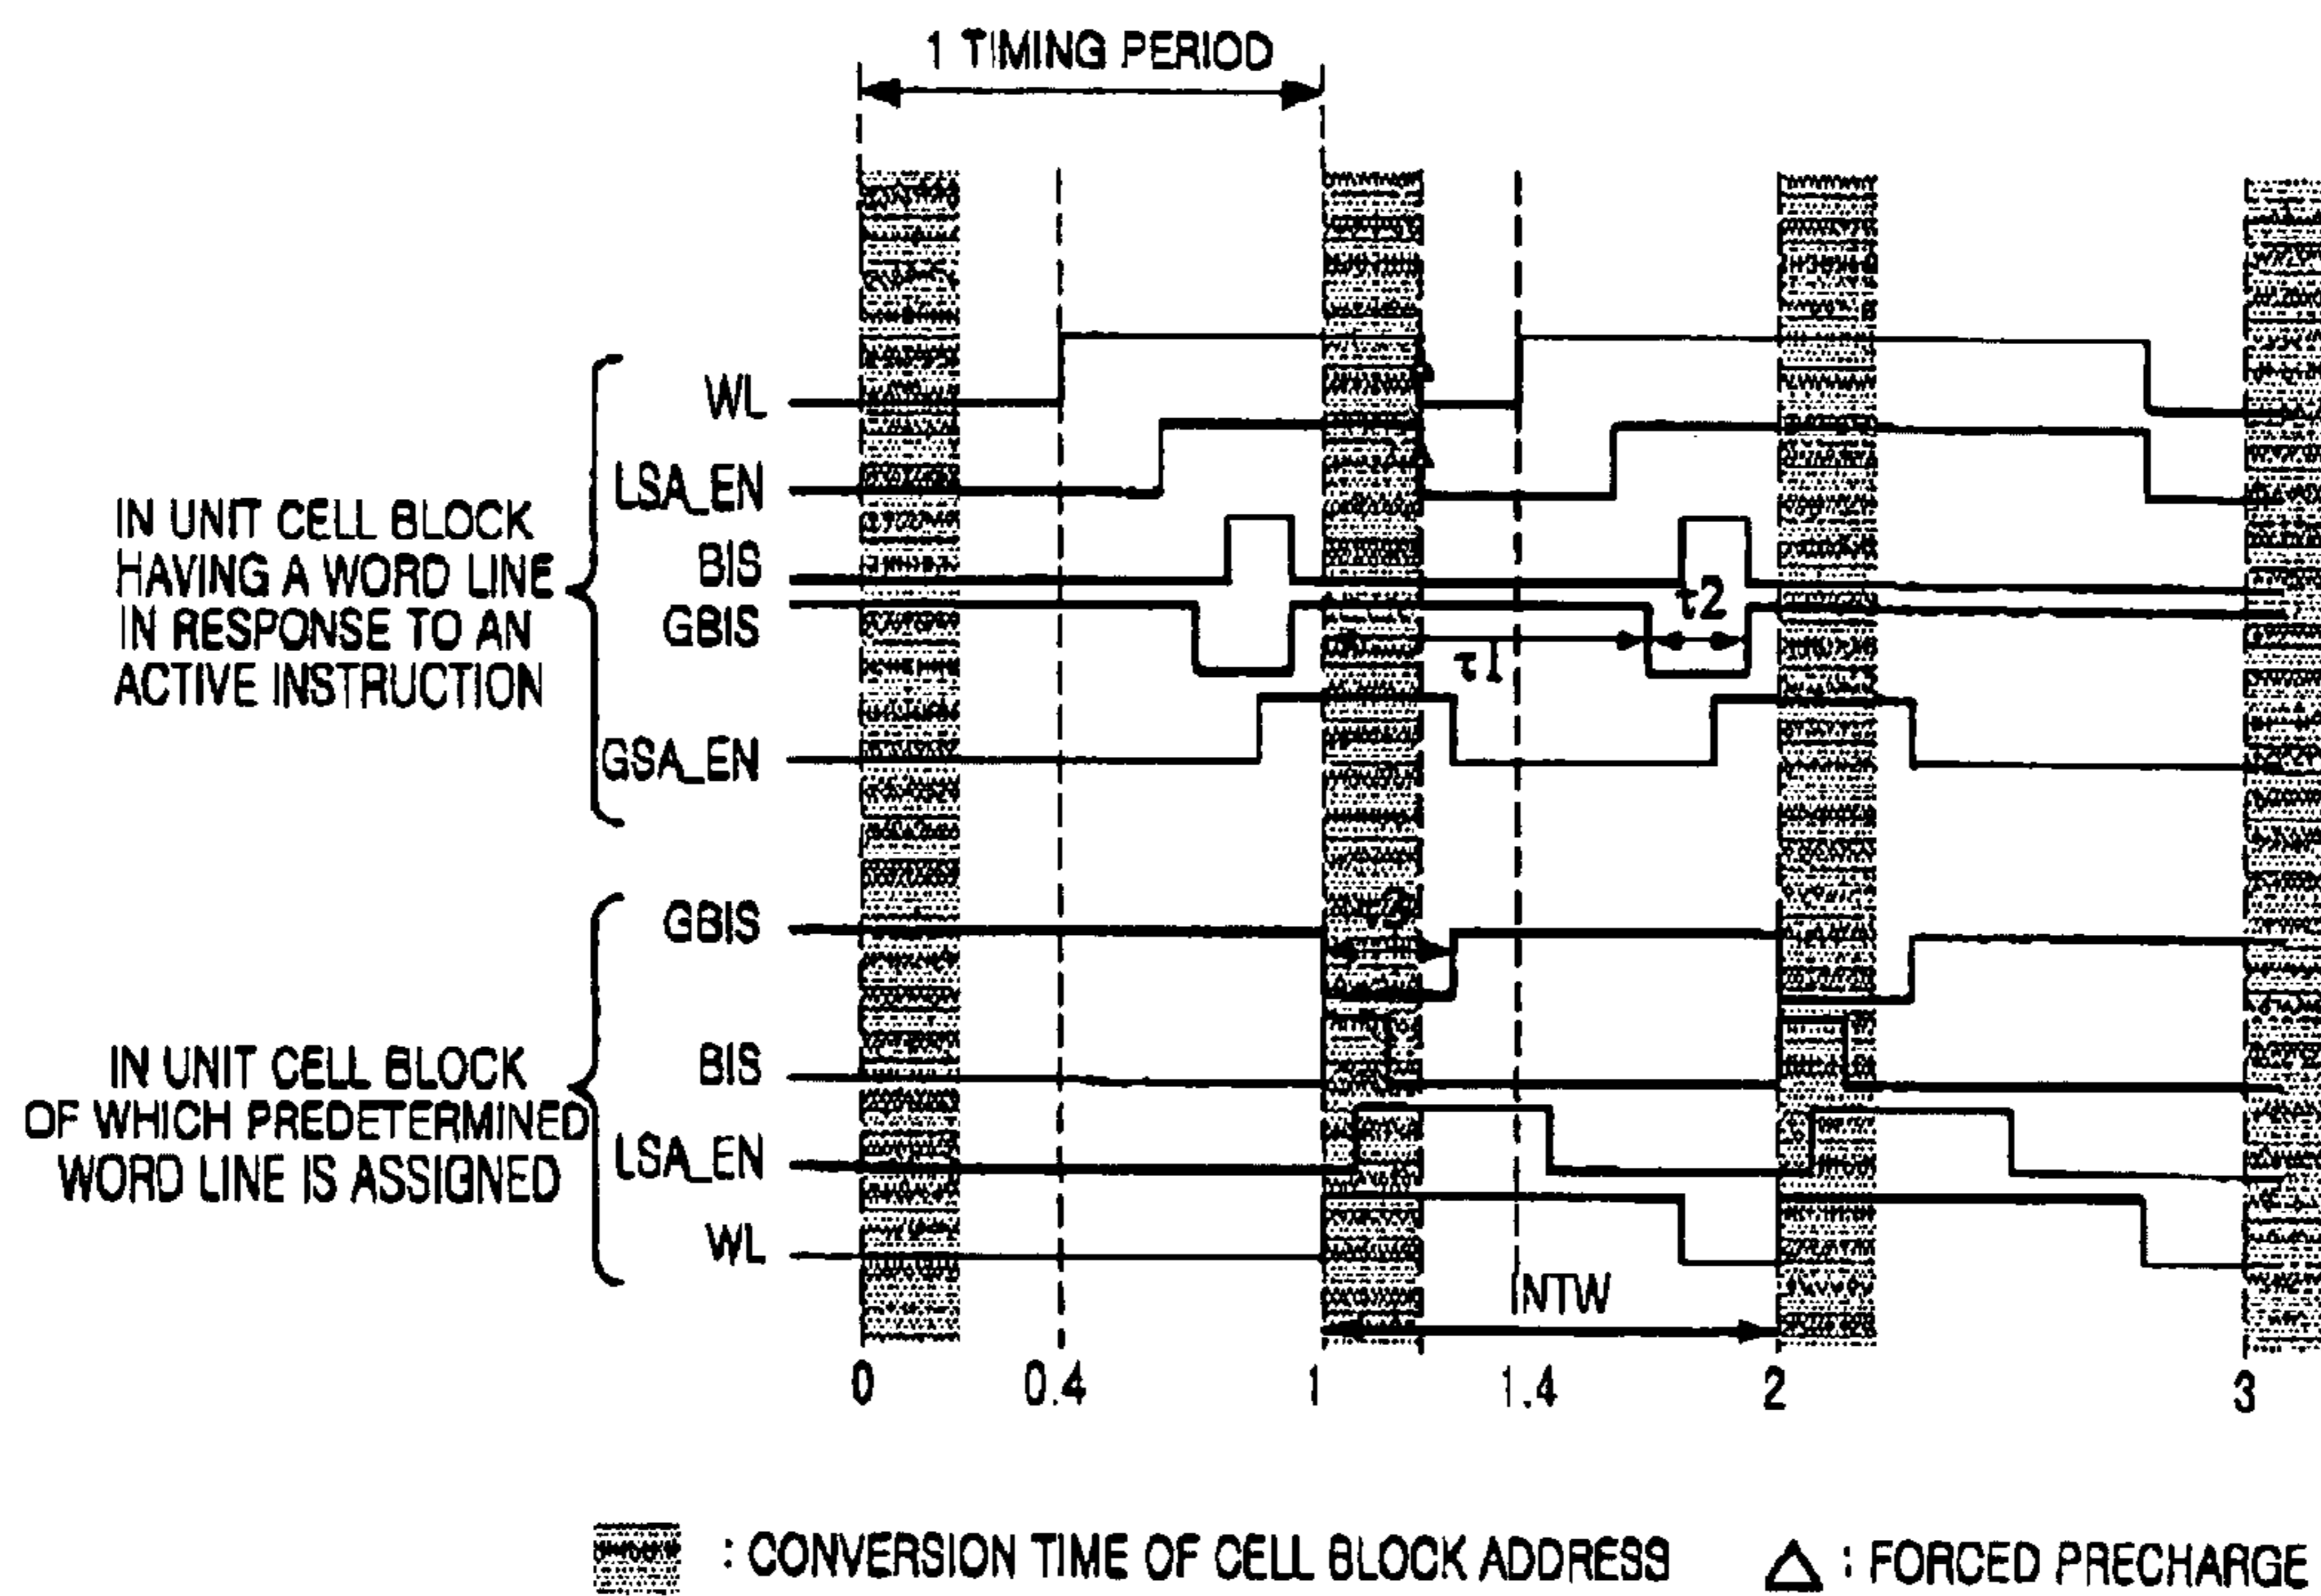 1 TIMING PERIOD
WL
LSA_EN
BIS
GBIS
GSA_EN
IN UNIT CELL BLOCK
HAVING A WORD LINE
IN RESPONSE TO AN
ACTIVE INSTRUCTION
t2
τ1
GBIS
BIS
LSA_EN
WL
IN UNIT CELL BLOCK
OF WHICH PREDETERMINED
WORD LINE IS ASSIGNED
INTW
0 0.4 1 1.4 2 3
: CONVERSION TIME OF CELL BLOCK ADDRESS
: FORCED PRECHARGE